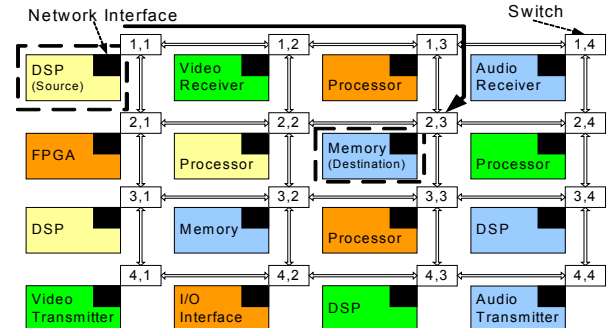 Network Interface
Switch
1,1
1,2
1,3
1,4
DSP
(Source)
Video
Receiver
Processor
Audio
Receiver
2,1
2,2
2,3
2,4
FPGA
Processor
Memory
(Destination)
Processor
3,1
3,2
3,3
3,4
DSP
Memory
Processor
DSP
4,1
4,2
4,3
4,4
Video
Transmitter
I/O
Interface
DSP
Audio
Transmitter